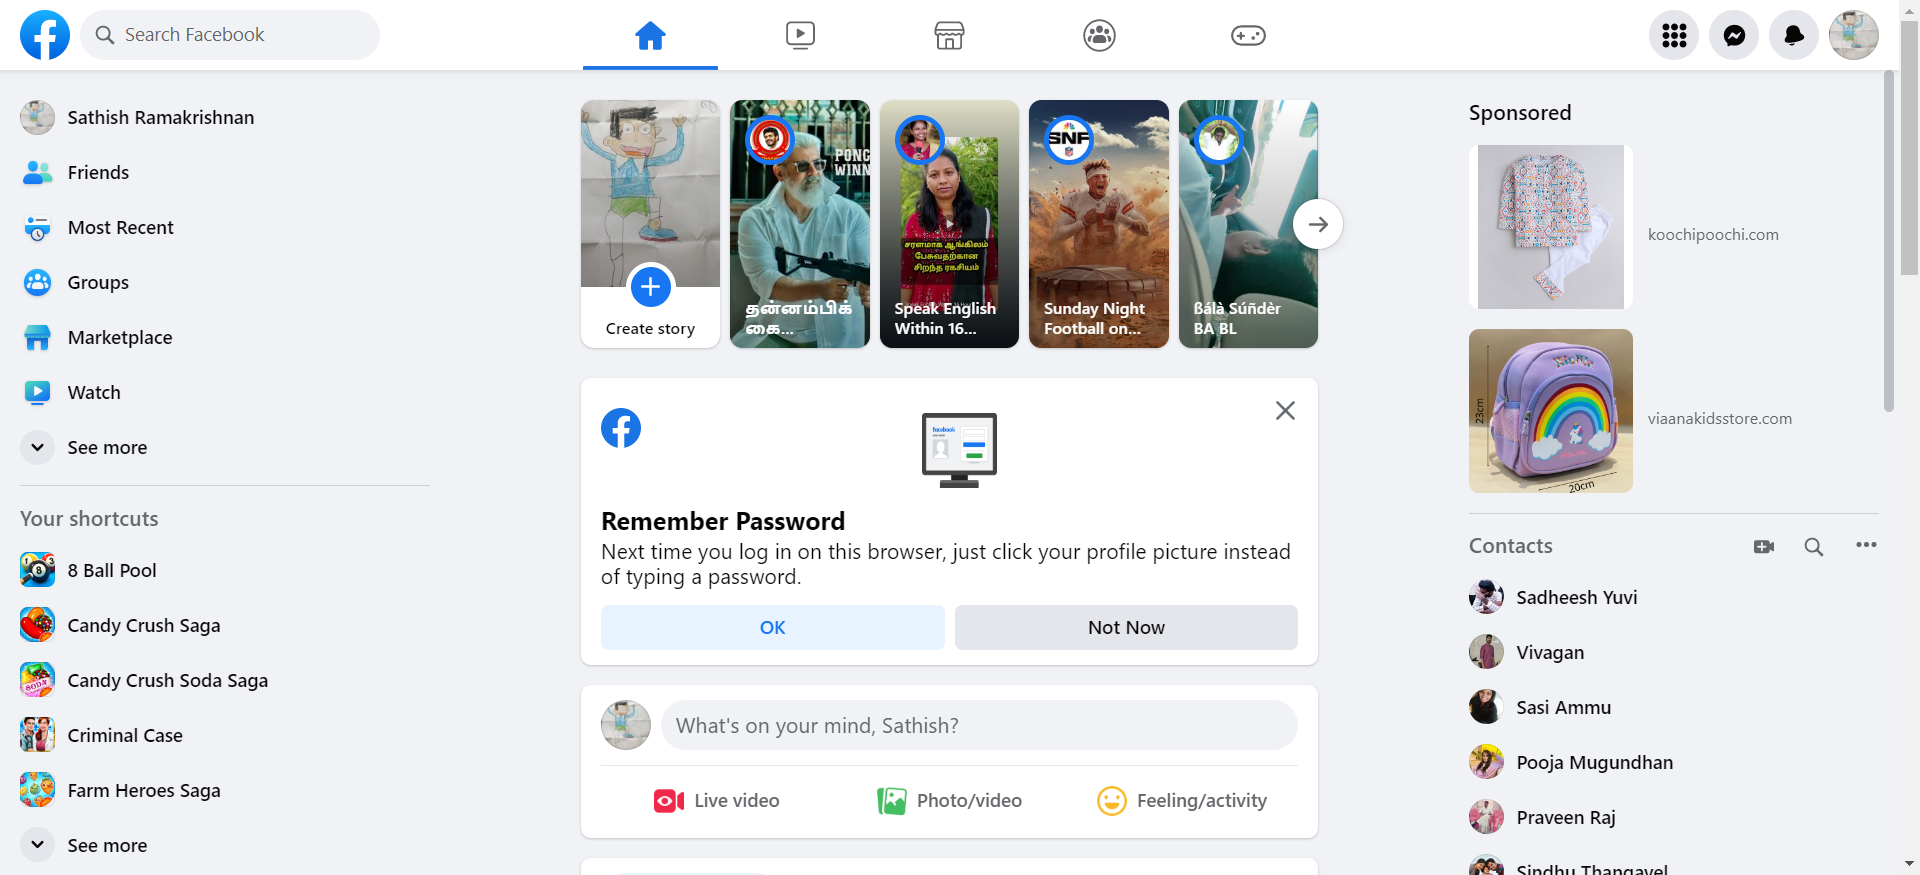 Search Facebook
Sathish Ramakrishnan
Friends
Most Recent
Groups
Marketplace
Watch
See more
Your shortcuts
8 Ball Pool
Candy Crush Saga
Candy Crush Soda Saga
Criminal Case
Farm Heroes Saga
See more
Create story
PONG
WINN
தன்னம்பிக்
கை...
சரளமாக ஆங்கிலம்
பேசுவதற்கான
சிறந்த ரகசியம்
Speak English
Within 16...
SNF
Sunday Night
Football on...
ßálà Súñdèr
BA BL
facebook
Remember Password
Next time you log in on this browser, just click your profile picture instead
of typing a password.
OK
Not Now
What's on your mind, Sathish?
Live video
Photo/video
Feeling/activity
Sponsored
koochipoochi.com
23cm
20cm
viaanakidsstore.com
Contacts
Sadheesh Yuvi
Vivagan
Sasi Ammu
Pooja Mugundhan
Praveen Raj
Sindhu Thangavel